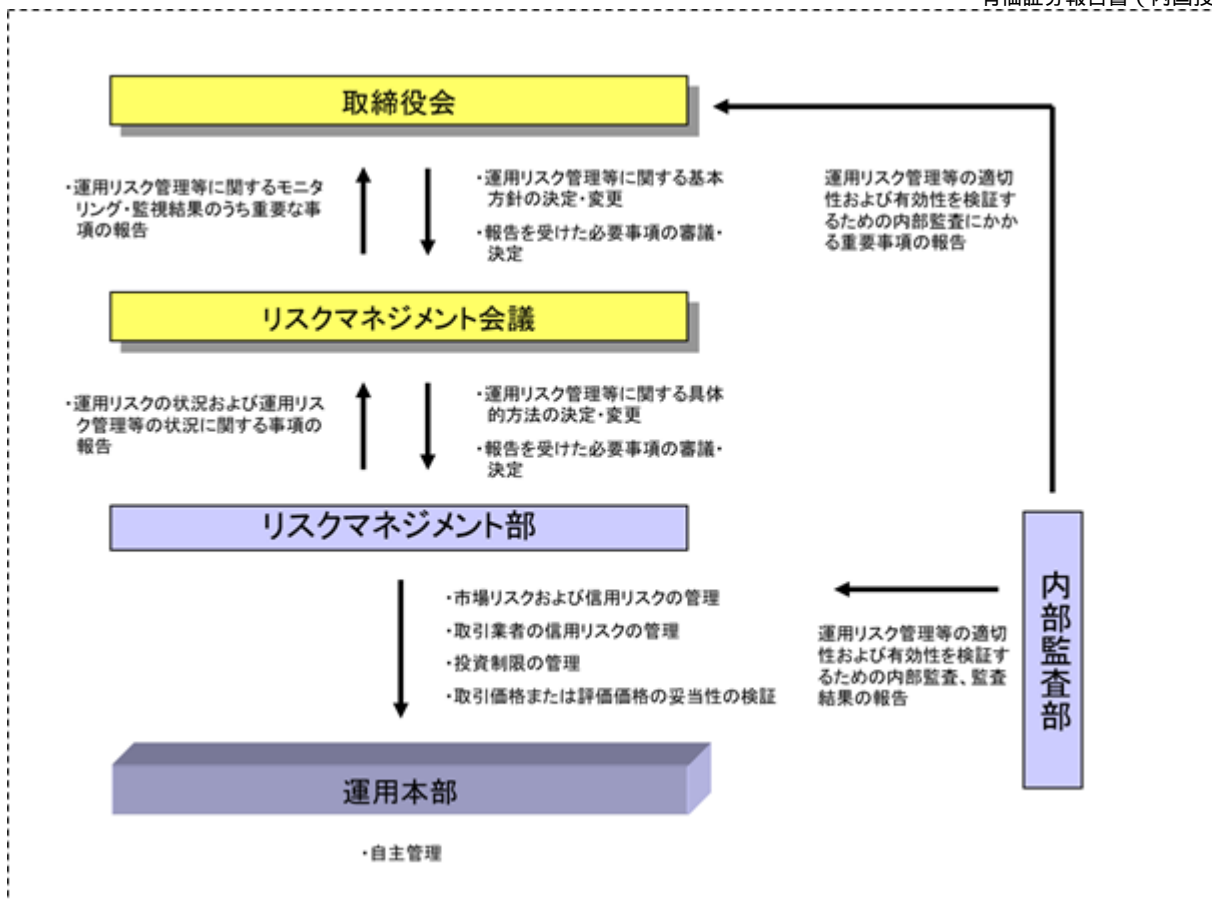 取締役会
・運用リスク管理等に関するモニタ
リング・監視結果のうち重要な事
項の報告
・運用リスク管理等に関する基本
方針の決定・変更
・報告を受けた必要事項の審議・
決定
運用リスク管理等の適切
性および有効性を検証す
るための内部監査にかか
る重要事項の報告
リスクマネジメント会議
・運用リスクの状況および運用リス
ク管理等の状況に関する事項の
報告
・運用リスク管理等に関する具体
的方法の決定・変更
・報告を受けた必要事項の審議・
決定
リスクマネジメント部
・市場リスクおよび信用リスクの管理
・取引業者の信用リスクの管理
・投資制限の管理
・取引価格または評価価格の妥当性の検証
運用リスク管理等の適切
性および有効性を検証す
るための内部監査、監査
結果の報告
内部監査部
運用本部
・自主管理